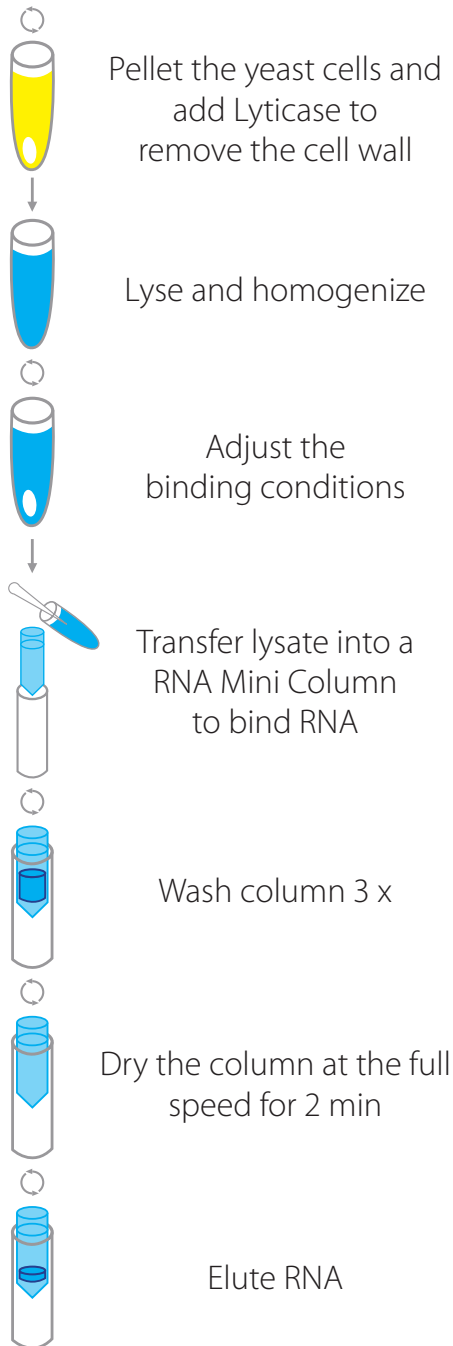 Pellet the yeast cells and
add Lyticase to
remove the cell wall
Lyse and homogenize
Adjust the
binding conditions
Transfer lysate into a
RNA Mini Column
to bind RNA
Wash column 3 x
Dry the column at the full
speed for 2 min
Elute RNA